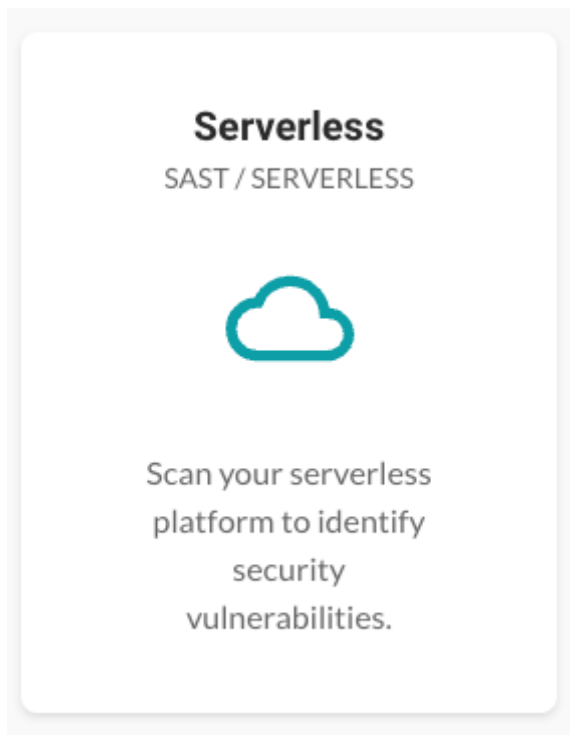 Serverless
SAST / SERVERLESS
Scan your serverless
platform to identify
security
vulnerabilities.